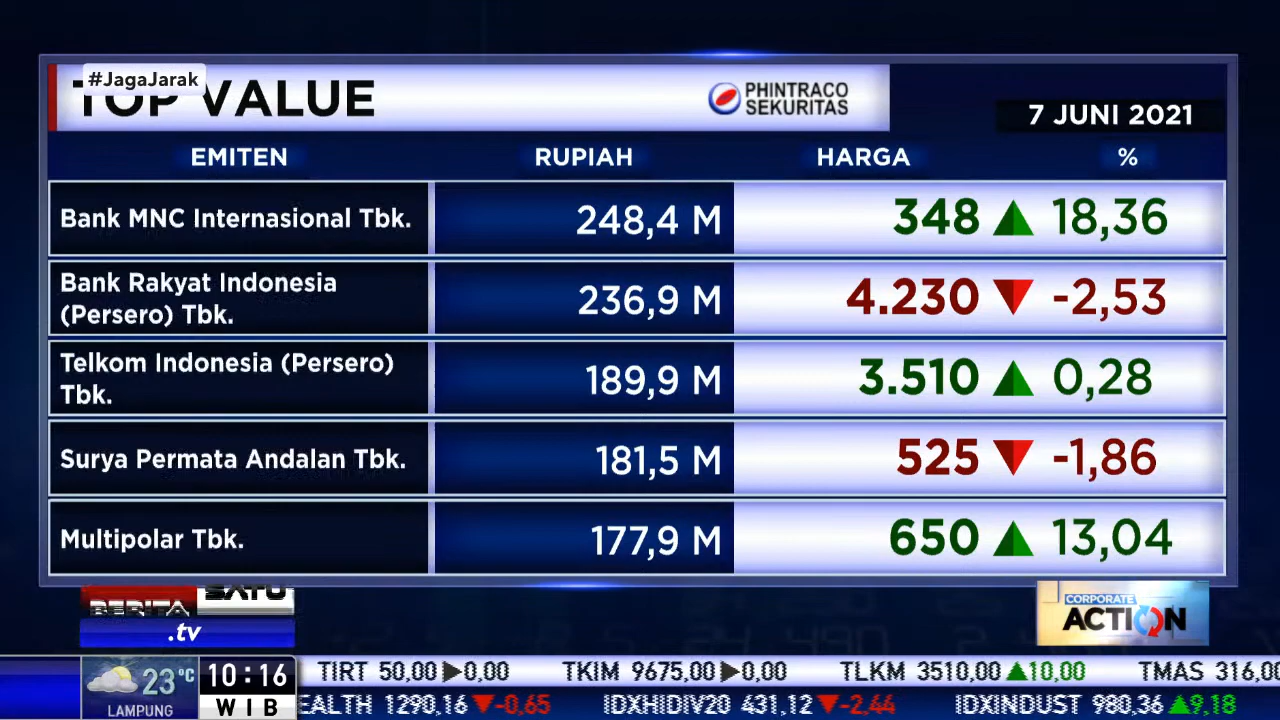 #JagaJarak
TOP VALUE
PHINTRACO
SEKURITAS
7 JUNI 2021
EMITEN RUPIAH HARGA %
Bank MNC Internasional Tbk. 248,4 M 348 ▲ 18,36
Bank Rakyat Indonesia
(Persero) Tbk. 236,9 M 4.230 ▼ -2,53
Telkom Indonesia (Persero)
Tbk. 189,9 M 3.510 ▲ 0,28
Surya Permata Andalan Tbk. 181,5 M 525 ▼ -1,86
Multipolar Tbk. 177,9 M 650 ▲ 13,04
BERITA SATU
.tv
CORPORATE
ACTION
23°C
LAMPUNG
10:16
WIB
TIRT 50,00 ▶0,00 TKIM 9675,00 ▶0,00 TLKM 3510,00 ▲10,00 TMAS 316,0
EALTH 1290,16 ▼-0,65 IDXHIDIV20 431,12 ▼-2,44 IDXINDUST 980,36 ▲9,18